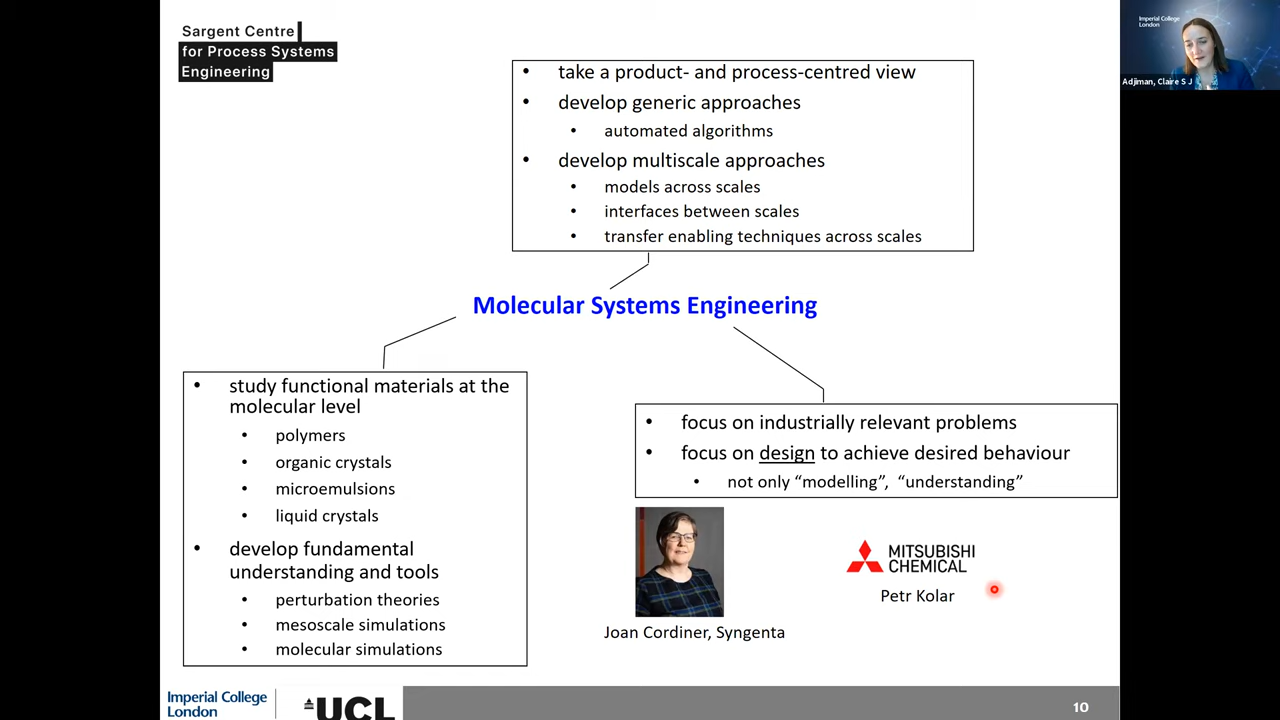 Sargent Centre
for Process Systems
Engineering
Imperial College
London
Adjiman, Claire S J
• take a product- and process-centred view
• develop generic approaches
• automated algorithms
• develop multiscale approaches
• models across scales
• interfaces between scales
• transfer enabling techniques across scales
Molecular Systems Engineering
• study functional materials at the
molecular level
• polymers
• organic crystals
• microemulsions
• liquid crystals
• develop fundamental
understanding and tools
• perturbation theories
• mesoscale simulations
• molecular simulations
• focus on industrially relevant problems
• focus on design to achieve desired behaviour
• not only “modelling”, “understanding”
MITSUBISHI
CHEMICAL
Petr Kolar
Joan Cordiner, Syngenta
Imperial College
London
UCL
10